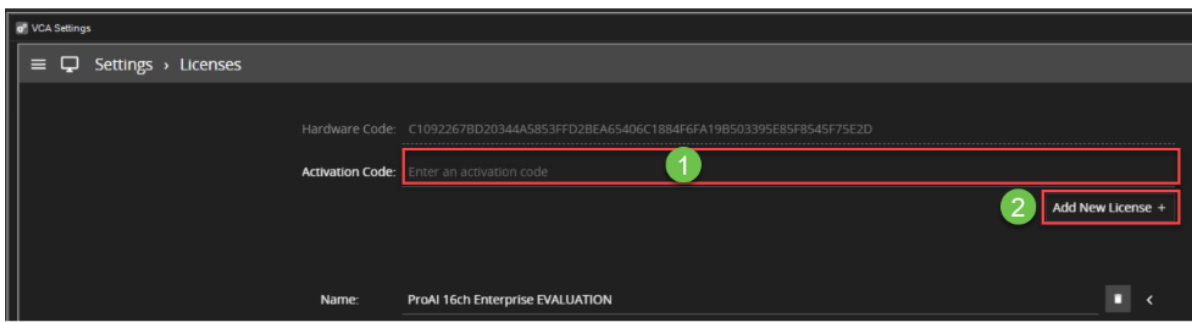 VCA Settings
Settings › Licenses
Hardware Code: C1092267BD20344A5853FFD2BEA65406C1884F6FA19B503395E85F8545F75E2D
Activation Code: Enter an activation code
1
2 Add New License +
Name: ProAI 16ch Enterprise EVALUATION